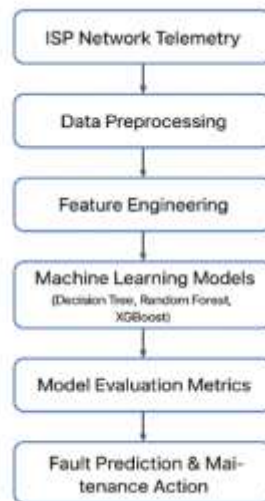 ISP Network Telemetry
Data Preprocessing
Feature Engineering
Machine Learning Models
(Decision Tree, Random Forest,
XGBoost)
Model Evaluation Metrics
Fault Prediction & Mai-
tenance Action